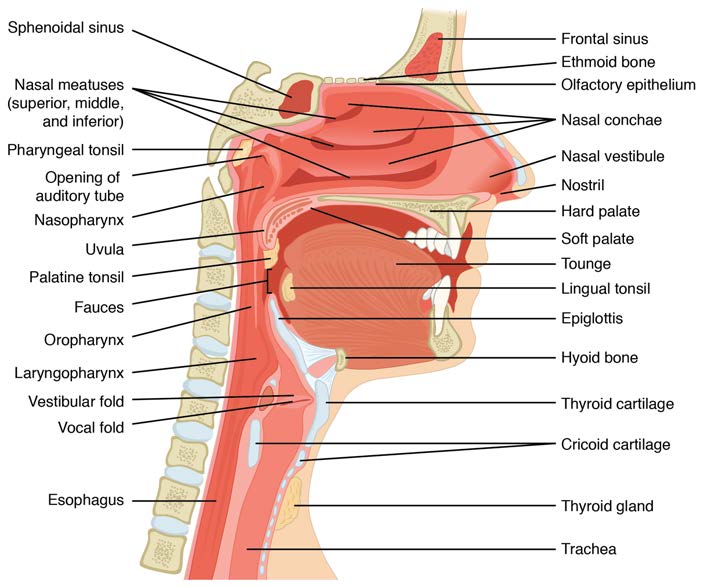 Sphenoidal sinus
Nasal meatuses
(superior, middle,
and inferior)
Pharyngeal tonsil
Opening of
auditory tube
Nasopharynx
Uvula
Palatine tonsil
Fauces
Oropharynx
Laryngopharynx
Vestibular fold
Vocal fold
Esophagus
Frontal sinus
Ethmoid bone
Olfactory epithelium
Nasal conchae
Nasal vestibule
Nostril
Hard palate
Soft palate
Tounge
Lingual tonsil
Epiglottis
Hyoid bone
Thyroid cartilage
Cricoid cartilage
Thyroid gland
Trachea